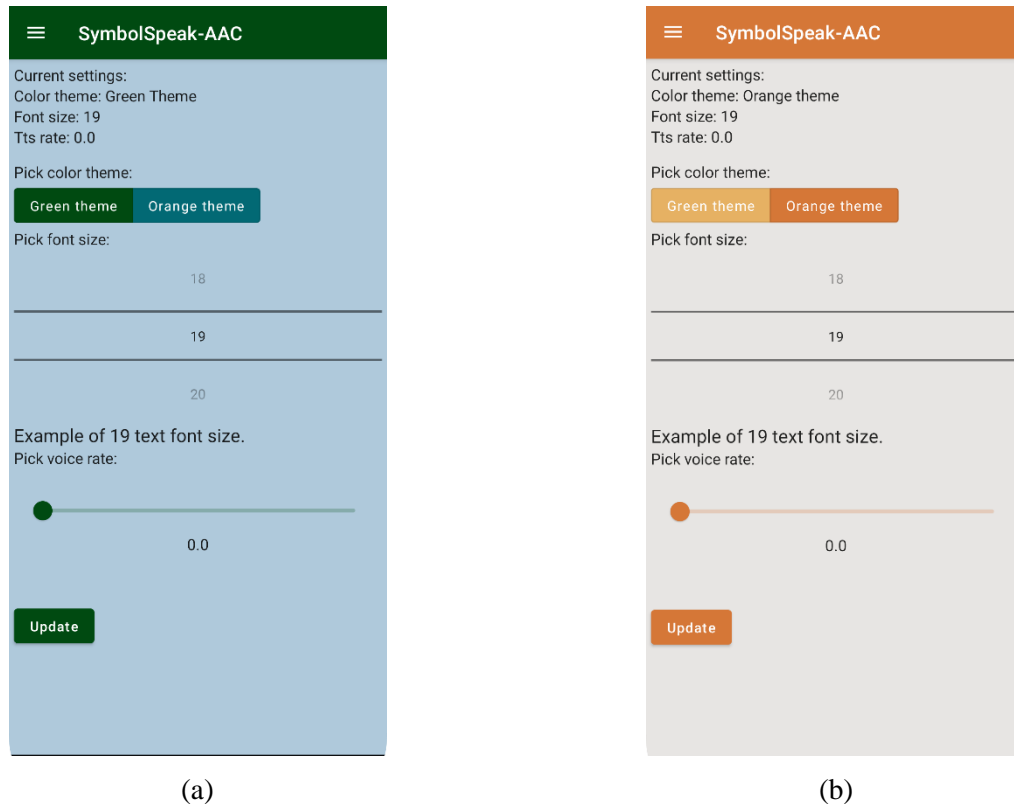 SymbolSpeak-AAC
Current settings:
Color theme: Green Theme
Font size: 19
Tts rate: 0.0
Pick color theme:
Green theme Orange theme
Pick font size:
18
19
20
Example of 19 text font size.
Pick voice rate:
0.0
Update
(a)
SymbolSpeak-AAC
Current settings:
Color theme: Orange theme
Font size: 19
Tts rate: 0.0
Pick color theme:
Green theme Orange theme
Pick font size:
18
19
20
Example of 19 text font size.
Pick voice rate:
0.0
Update
(b)